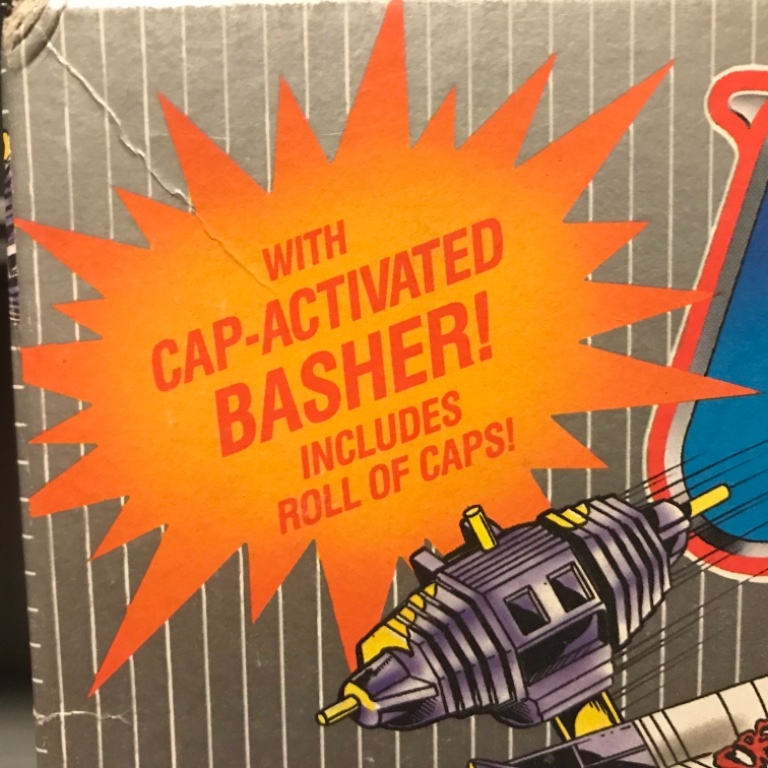 WITH
CAP-ACTIVATED
BASHER!
INCLUDES
ROLL OF CAPS!